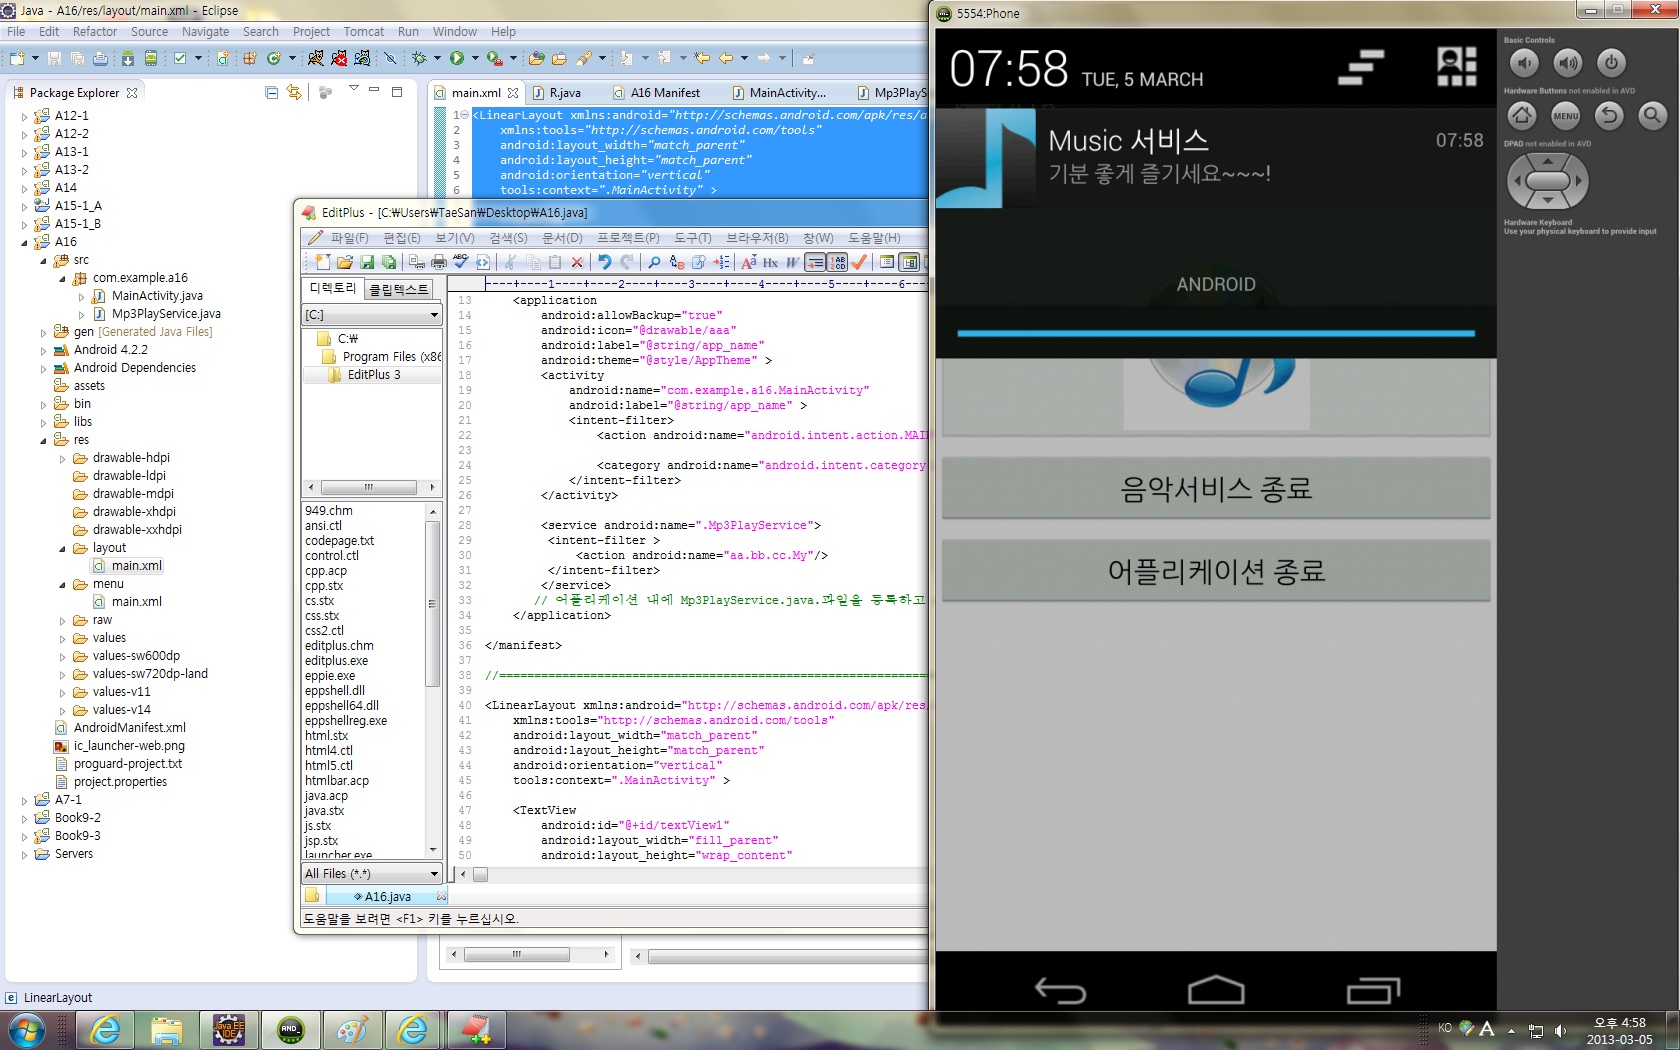 Java - A16/res/layout/main.xml - Eclipse
File Edit Refactor Source Navigate Search Project Tomcat Run Window Help
Package Explorer
A12-1
A12-2
A13-1
A13-2
A14
A15-1_A
A15-1_B
A16
src
com.example.a16
MainActivity.java
Mp3PlayService.java
gen [Generated Java Files]
Android 4.2.2
Android Dependencies
assets
bin
libs
res
drawable-hdpi
drawable-ldpi
drawable-mdpi
drawable-xhdpi
drawable-xxhdpi
layout
main.xml
menu
main.xml
raw
values
values-sw600dp
values-sw720dp-land
values-v11
values-v14
AndroidManifest.xml
ic_launcher-web.png
proguard-project.txt
project.properties
A7-1
Book9-2
Book9-3
Servers
LinearLayout
main.xml R.java A16 Manifest MainActivity... Mp3PlayS
1 <LinearLayout xmlns:android="http://schemas.android.com/apk/res/a
2 xmlns:tools="http://schemas.android.com/tools"
3 android:layout_width="match_parent"
4 android:layout_height="match_parent"
5 android:orientation="vertical"
6 tools:context=".MainActivity" >
EditPlus - [C:₩Users₩TaeSan₩Desktop₩A16.java]
파일(F) 편집(E) 보기(V) 검색(S) 문서(D) 프로젝트(P) 도구(T) 브라우저(B) 창(W) 도움말(H)
디렉토리 클립텍스트
[C:]
C:₩
Program Files (x86
EditPlus 3
949.chm
ansi.ctl
codepage.txt
control.ctl
cpp.acp
cpp.stx
cs.stx
css.stx
css2.ctl
editplus.chm
editplus.exe
eppie.exe
eppshell.dll
eppshell64.dll
eppshellreg.exe
html.stx
html4.ctl
html5.ctl
htmlbar.acp
java.acp
java.stx
js.stx
jsp.stx
launcher.exe
All Files (*.*)
A16.java
도움말을 보려면 <F1> 키를 누르십시오.
----+----1----+----2----+----3----+----4----+----5----+----6
13 <application
14 android:allowBackup="true"
15 android:icon="@drawable/aaa"
16 android:label="@string/app_name"
17 android:theme="@style/AppTheme" >
18 <activity
19 android:name="com.example.a16.MainActivity"
20 android:label="@string/app_name" >
21 <intent-filter>
22 <action android:name="android.intent.action.MAI
23
24 <category android:name="android.intent.category
25 </intent-filter>
26 </activity>
27
28 <service android:name=".Mp3PlayService">
29 <intent-filter >
30 <action android:name="aa.bb.cc.My"/>
31 </intent-filter>
32 </service>
33 // 어플리케이션 내에 Mp3PlayService.java.파일을 등록하고
34 </application>
35
36 </manifest>
37
38 //==============================================================
39
40 <LinearLayout xmlns:android="http://schemas.android.com/apk/res
41 xmlns:tools="http://schemas.android.com/tools"
42 android:layout_width="match_parent"
43 android:layout_height="match_parent"
44 android:orientation="vertical"
45 tools:context=".MainActivity" >
46
47 <TextView
48 android:id="@+id/textView1"
49 android:layout_width="fill_parent"
50 android:layout_height="wrap_content"
5554:Phone
07:58 TUE, 5 MARCH
Music 서비스 07:58
기분 좋게 즐기세요~~~!
ANDROID
음악서비스 종료
어플리케이션 종료
Basic Controls
Hardware Buttons not enabled in AVD
MENU
DPAD not enabled in AVD
Hardware Keyboard
Use your physical keyboard to provide input
Java EE
IDE
AND_
KO A
오후 4:58
2013-03-05